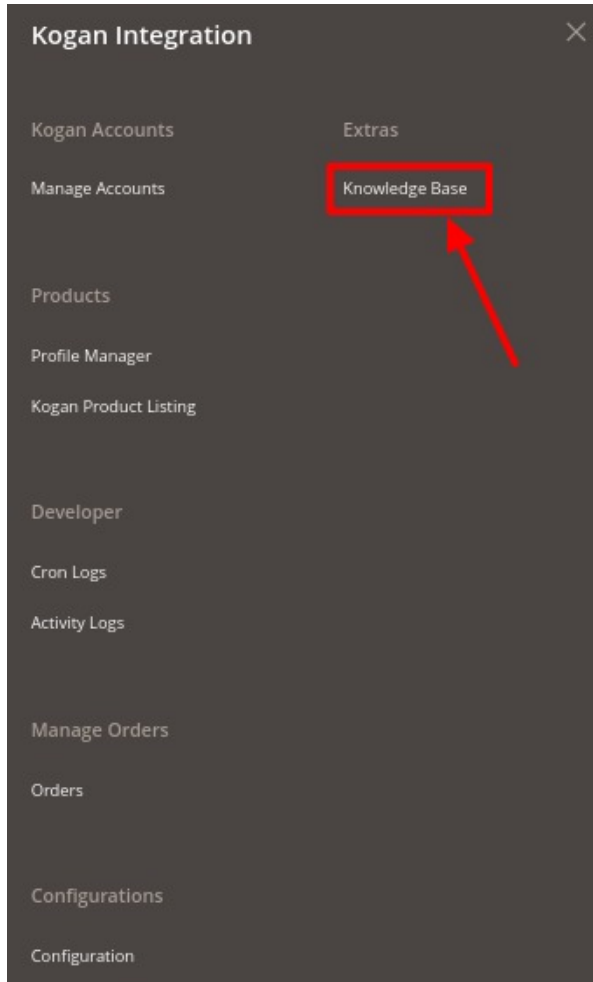 Kogan Integration
Kogan Accounts
Manage Accounts
Extras
Knowledge Base
Products
Profile Manager
Kogan Product Listing
Developer
Cron Logs
Activity Logs
Manage Orders
Orders
Configurations
Configuration